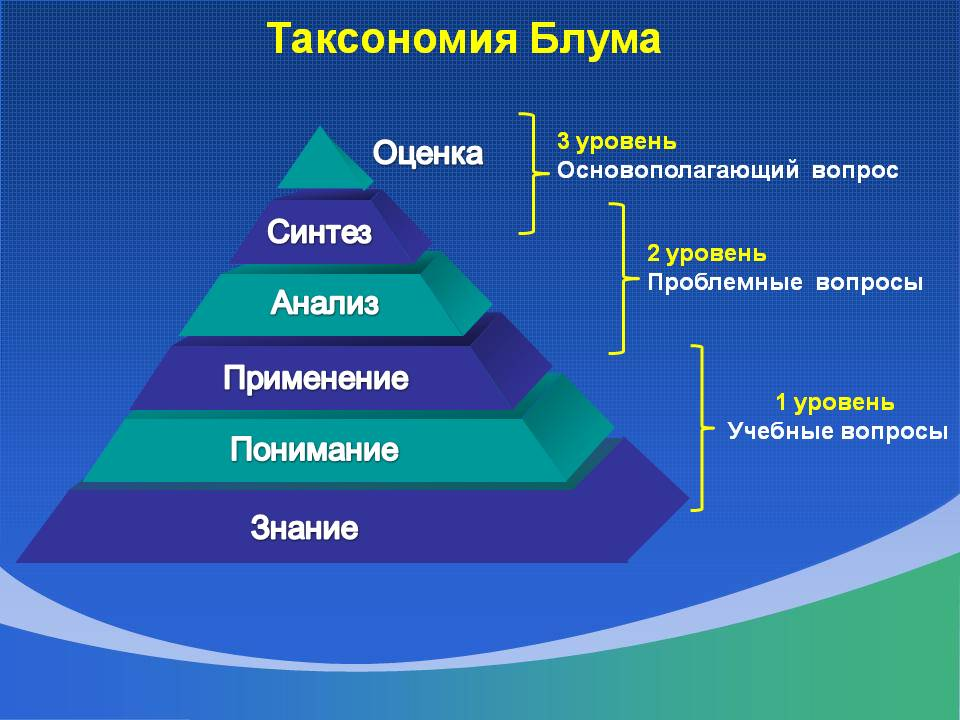 Таксономия Блума
Оценка
3 уровень
Основополагающий вопрос
Синтез
2 уровень
Проблемные вопросы
Анализ
Применение
1 уровень
Учебные вопросы
Понимание
Знание